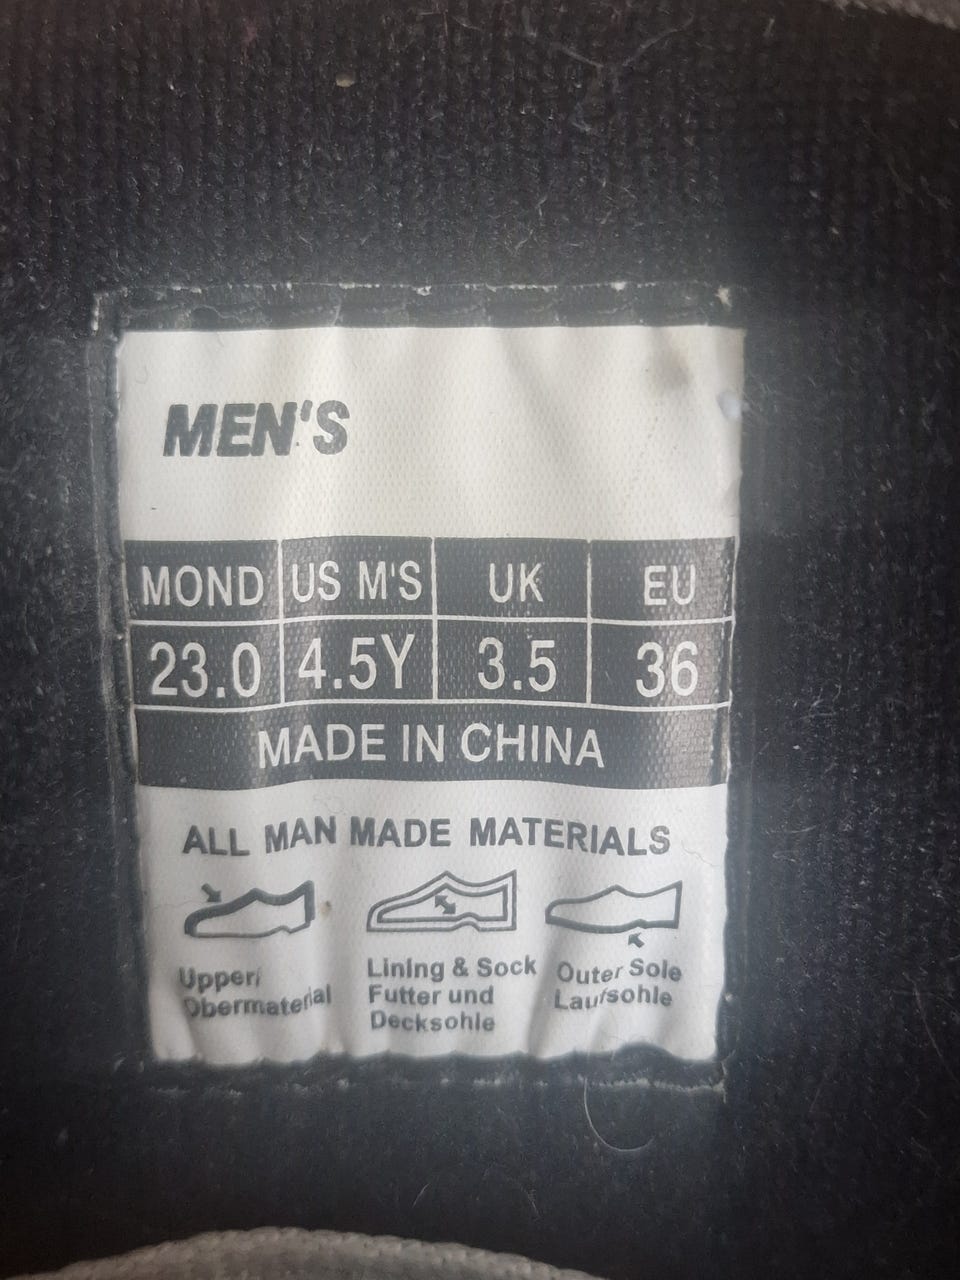 MEN'S
MOND US M'S UK EU
23.0 4.5Y 3.5 36
MADE IN CHINA
ALL MAN MADE MATERIALS
Upper/ Lining & Sock Outer Sole
Obermaterial Futter und Laufsohle
Decksohle